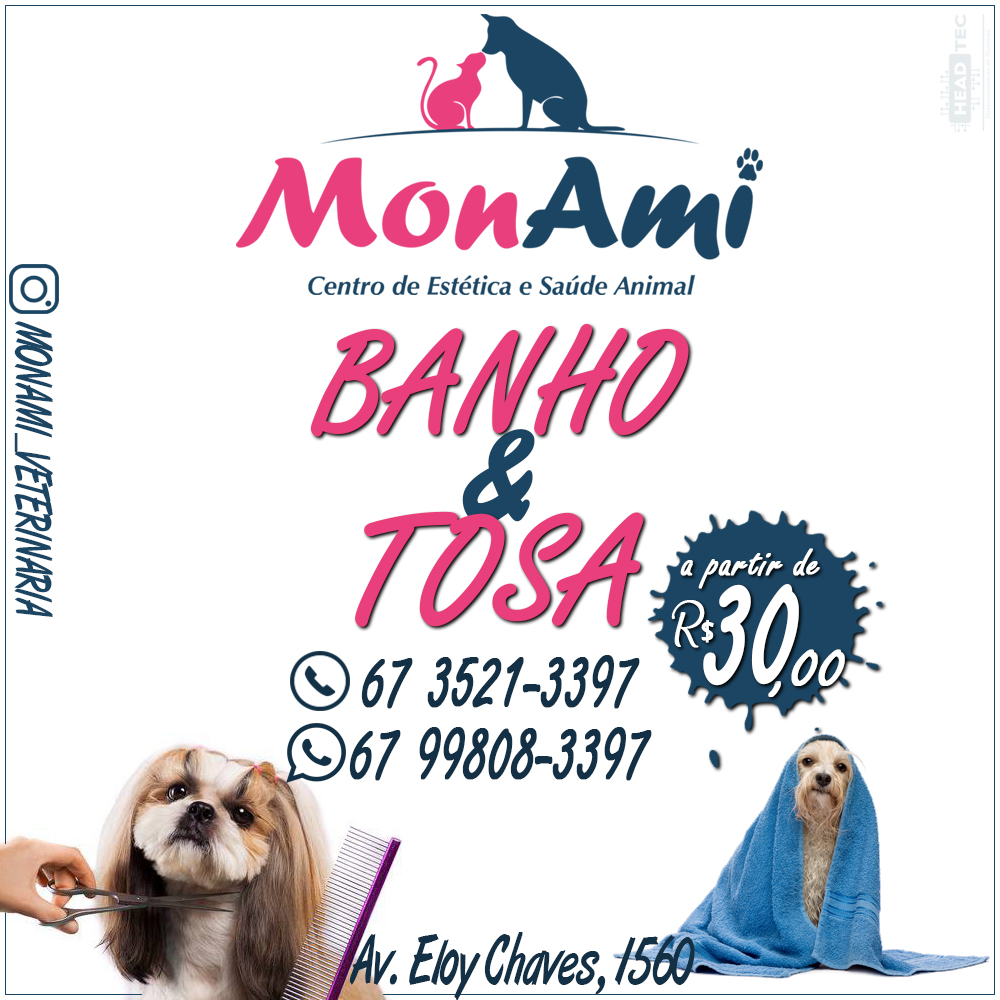 HEAD TEC
MonAmi
Centro de Estética e Saúde Animal
MONAMI_VETERINARIA
BANHO
&
TOSA
a partir de
R$30,00
67 3521-3397
67 99808-3397
Av. Eloy Chaves, 1560